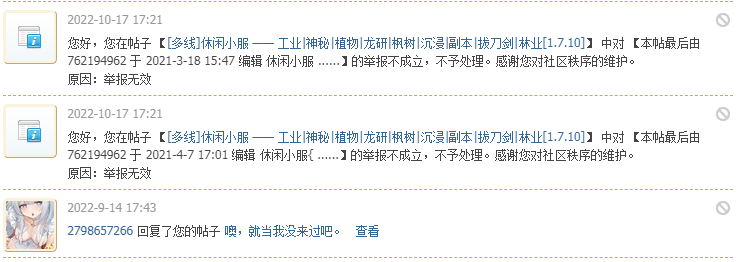 2022-10-17 17:21
您好，您在帖子 【[多线]休闲小服 —— 工业|神秘|植物|龙研|枫树|沉浸|副本|拔刀剑|林业[1.7.10]】 中对 【本帖最后由
762194962 于 2021-3-18 15:47 编辑 休闲小服 ......】的举报不成立，不予处理。感谢您对社区秩序的维护。
原因：举报无效
2022-10-17 17:21
您好，您在帖子 【[多线]休闲小服 —— 工业|神秘|植物|龙研|枫树|沉浸|副本|拔刀剑|林业[1.7.10]】 中对 【本帖最后由
762194962 于 2021-4-7 17:01 编辑 休闲小服{ ......】的举报不成立，不予处理。感谢您对社区秩序的维护。
原因：举报无效
2022-9-14 17:43
2798657266 回复了您的帖子 噢，就当我没来过吧。 查看